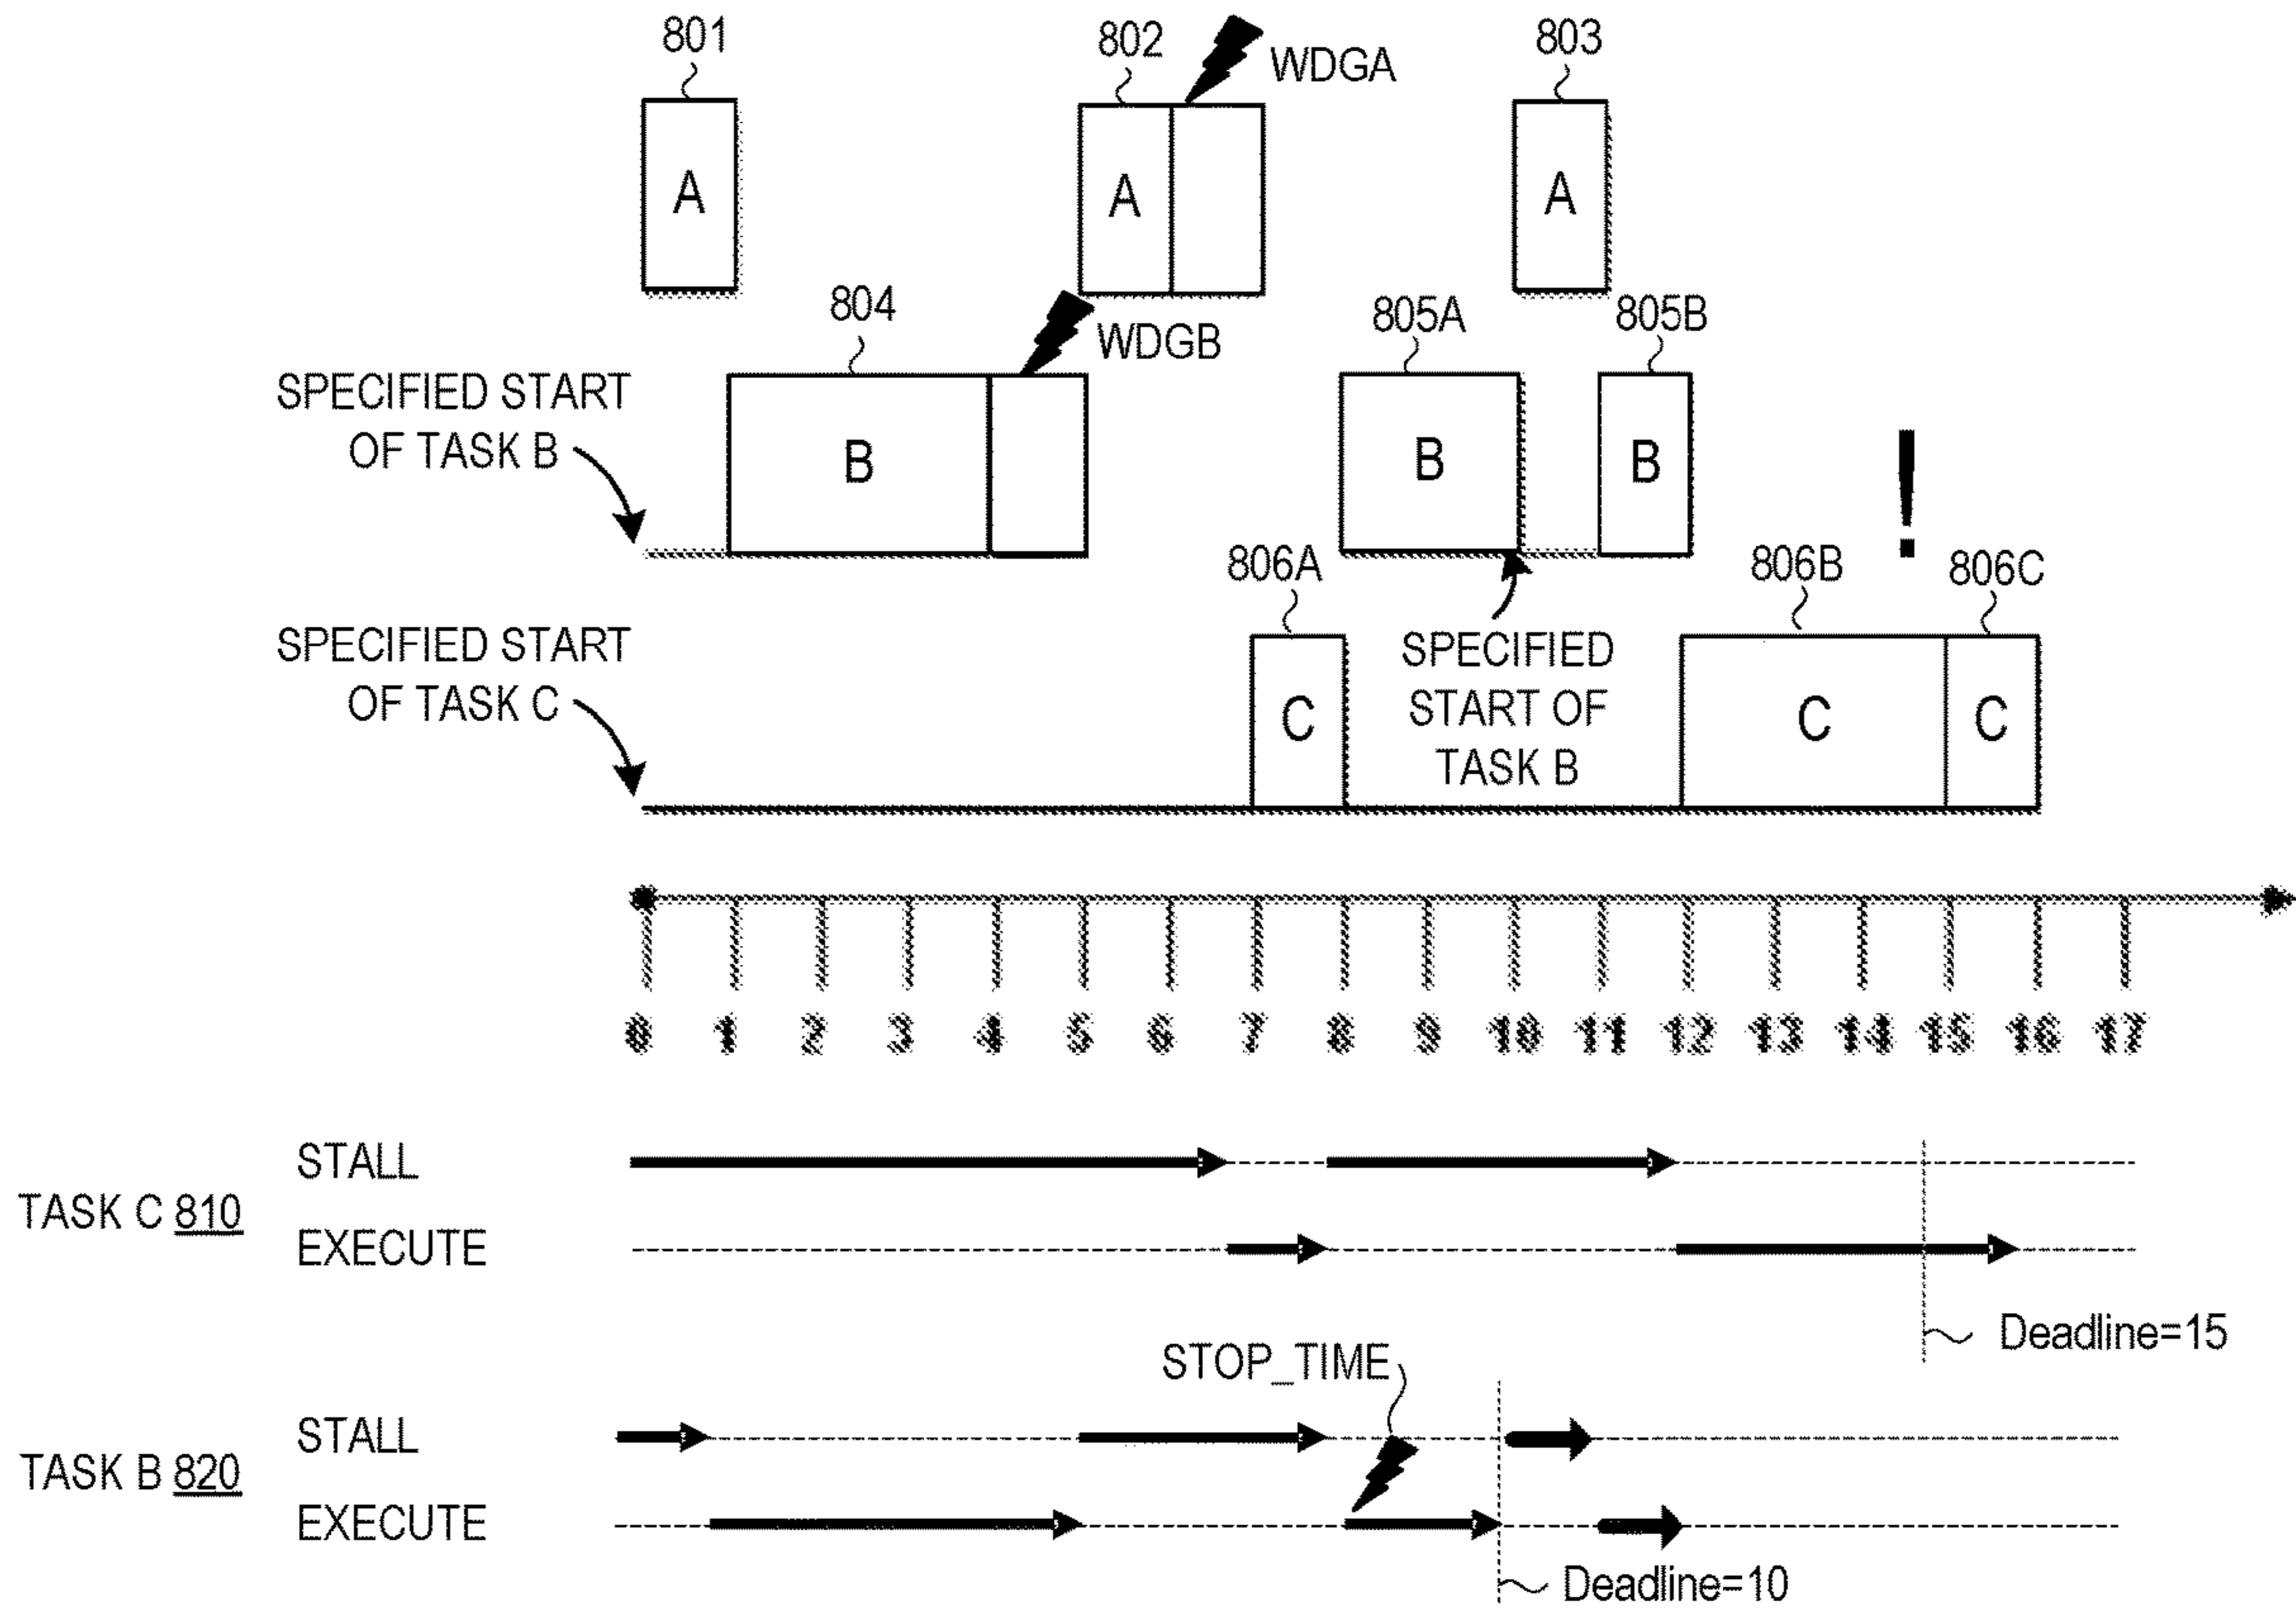 801
802
WDGA
803
A
A
A
804
WDGB
805A
805B
SPECIFIED START
OF TASK B
B
B
B
!
806A
806B
806C
SPECIFIED START
OF TASK C
C
SPECIFIED
START OF
TASK B
C
C
0 1 2 3 4 5 6 7 8 9 10 11 12 13 14 15 16 17
STALL
TASK C 810
EXECUTE
Deadline=15
STOP_TIME
STALL
TASK B 820
EXECUTE
Deadline=10